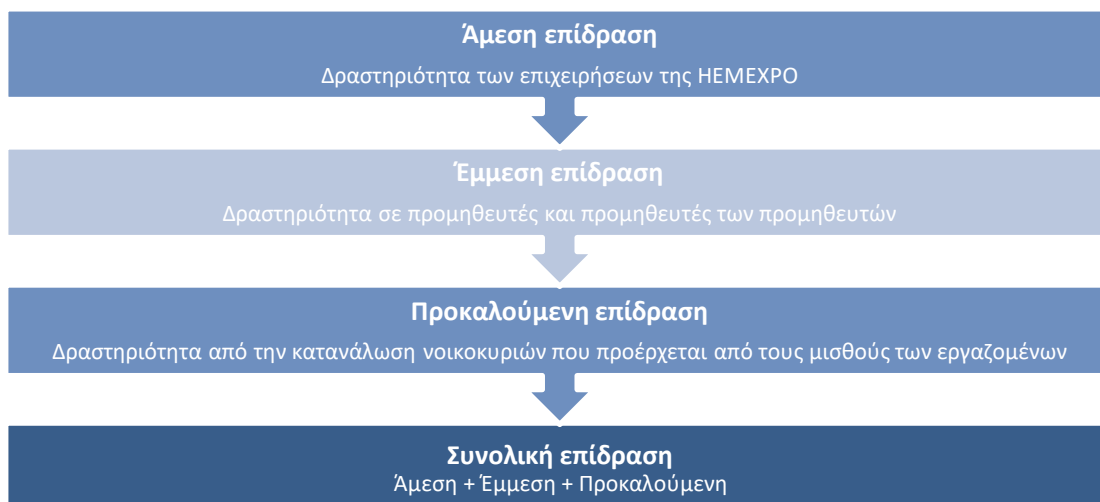 Άμεση επίδραση
Δραστηριότητα των επιχειρήσεων της HEMEXPO
Έμμεση επίδραση
Δραστηριότητα σε προμηθευτές και προμηθευτές των προμηθευτών
Προκαλούμενη επίδραση
Δραστηριότητα από την κατανάλωση νοικοκυριών που προέρχεται από τους μισθούς των εργαζομένων
Συνολική επίδραση
Άμεση + Έμμεση + Προκαλούμενη